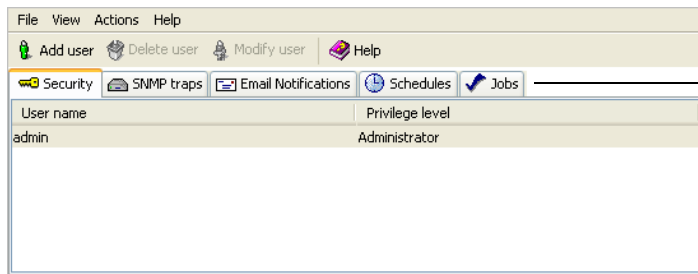 File View Actions Help
Add user Delete user Modify user Help
Security SNMP traps Email Notifications Schedules Jobs
User name Privilege level
admin Administrator